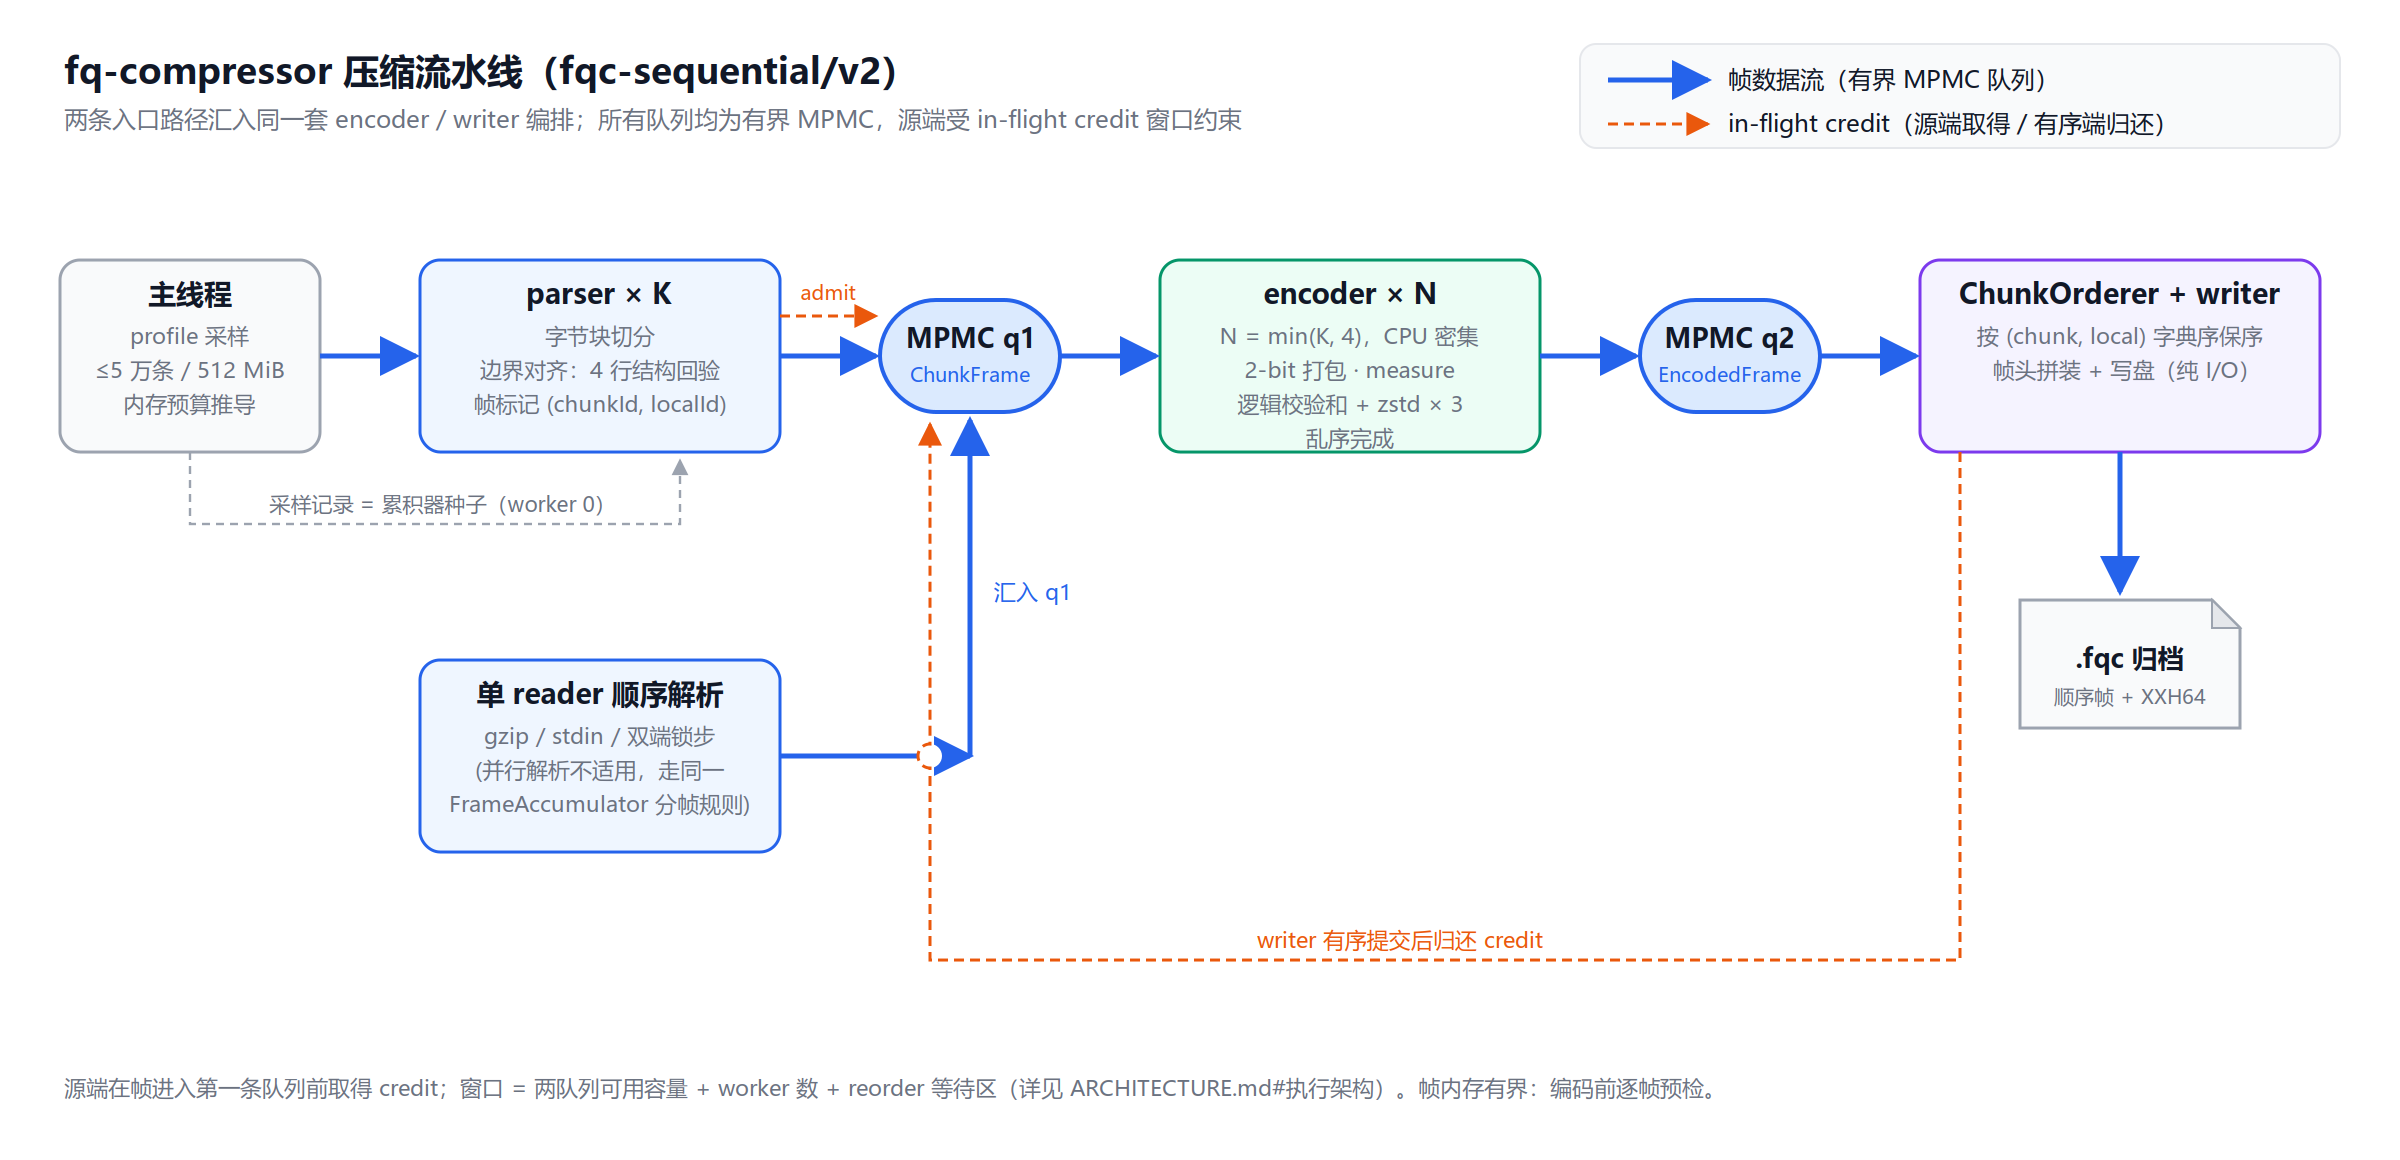 fq-compressor 压缩流水线（fqc-sequential/v2）
两条入口路径汇入同一套 encoder / writer 编排；所有队列均为有界 MPMC，源端受 in-flight credit 窗口约束
帧数据流（有界 MPMC 队列）
in-flight credit（源端取得 / 有序端归还）
主线程
profile 采样
≤5 万条 / 512 MiB
内存预算推导
parser × K
字节块切分
边界对齐：4 行结构回验
帧标记 (chunkId, localId)
admit
MPMC q1
ChunkFrame
encoder × N
N = min(K, 4)，CPU 密集
2-bit 打包 · measure
逻辑校验和 + zstd × 3
乱序完成
MPMC q2
EncodedFrame
ChunkOrderer + writer
按 (chunk, local) 字典序保序
帧头拼装 + 写盘（纯 I/O）
采样记录 = 累积器种子（worker 0）
汇入 q1
单 reader 顺序解析
gzip / stdin / 双端锁步
(并行解析不适用，走同一
FrameAccumulator 分帧规则)
.fqc 归档
顺序帧 + XXH64
writer 有序提交后归还 credit
源端在帧进入第一条队列前取得 credit；窗口 = 两队列可用容量 + worker 数 + reorder 等待区（详见 ARCHITECTURE.md#执行架构）。帧内存有界：编码前逐帧预检。